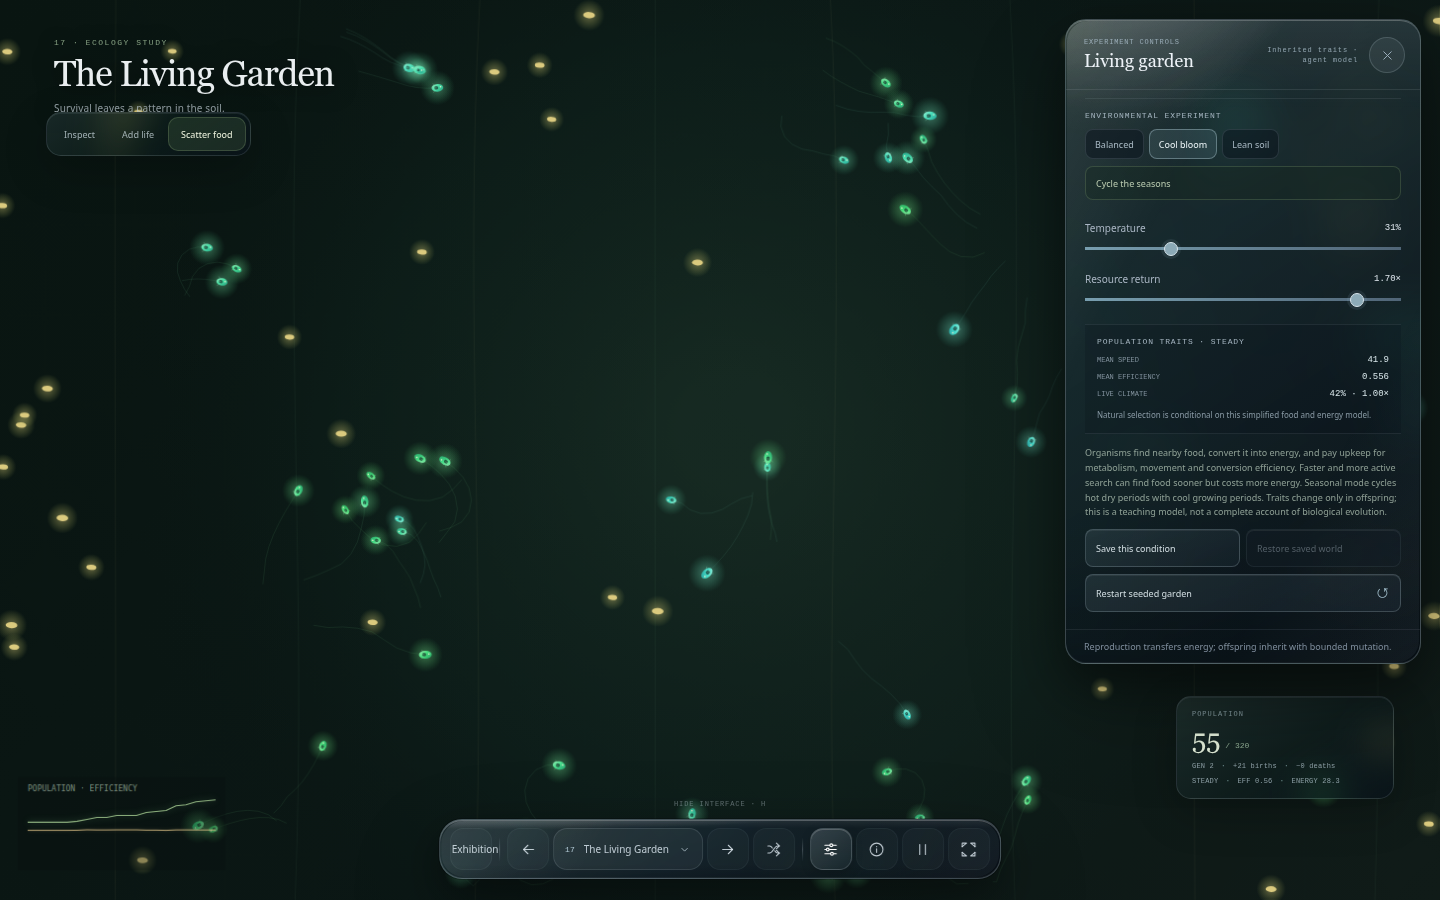 17 · ECOLOGY STUDY
The Living Garden
Survival leaves a pattern in the soil.
Inspect
Add life
Scatter food
EXPERIMENT CONTROLS
Living garden
Inherited traits ·
agent model
ENVIRONMENTAL EXPERIMENT
Balanced
Cool bloom
Lean soil
Cycle the seasons
Temperature
31%
Resource return
1.70×
POPULATION TRAITS · STEADY
MEAN SPEED
41.9
MEAN EFFICIENCY
0.556
LIVE CLIMATE
42% · 1.00×
Natural selection is conditional on this simplified food and energy model.
Organisms find nearby food, convert it into energy, and pay upkeep for
metabolism, movement and conversion efficiency. Faster and more active
search can find food sooner but costs more energy. Seasonal mode cycles
hot dry periods with cool growing periods. Traits change only in offspring;
this is a teaching model, not a complete account of biological evolution.
Save this condition
Restore saved world
Restart seeded garden
Reproduction transfers energy; offspring inherit with bounded mutation.
POPULATION
55 / 320
GEN 2 · +21 births · −0 deaths
STEADY · EFF 0.56 · ENERGY 28.3
POPULATION · EFFICIENCY
HIDE INTERFACE · H
Exhibition
17 The Living Garden